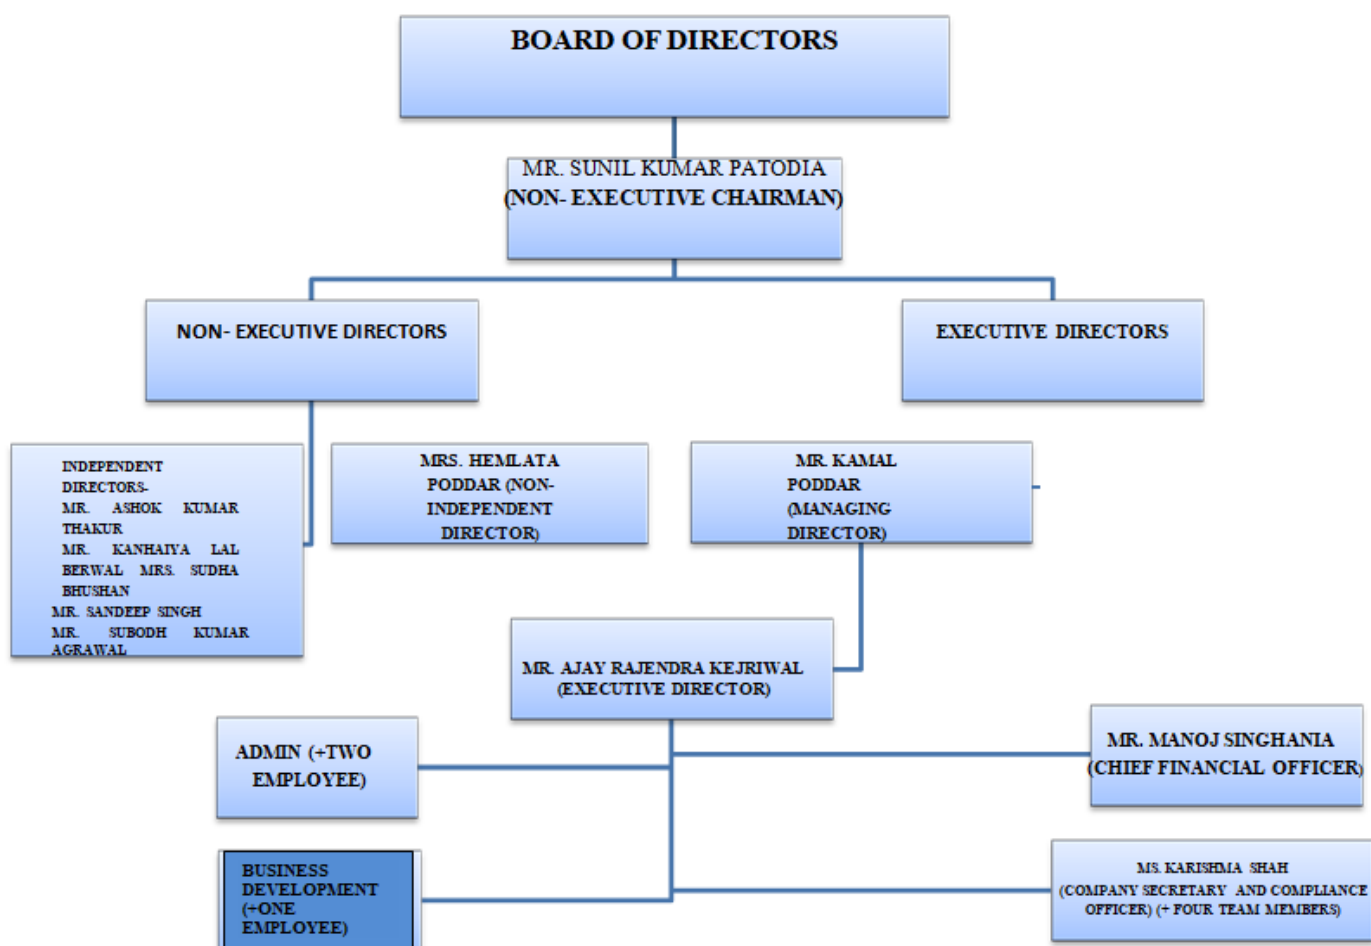 BOARD OF DIRECTORS
MR. SUNIL KUMAR PATODIA
(NON- EXECUTIVE CHAIRMAN)
NON- EXECUTIVE DIRECTORS
EXECUTIVE DIRECTORS
INDEPENDENT
DIRECTORS-
MR. ASHOK KUMAR
THAKUR
MR. KANHAIYA LAL
BERWAL MRS. SUDHA
BHUSHAN
MR. SANDEEP SINGH
MR. SUBODH KUMAR
AGRAWAL
MRS. HEMLATA
PODDAR (NON-
INDEPENDENT
DIRECTOR)
MR. KAMAL
PODDAR
(MANAGING
DIRECTOR)
MR. AJAY RAJENDRA KEJRIWAL
(EXECUTIVE DIRECTOR)
ADMIN (+TWO
EMPLOYEE)
MR. MANOJ SINGHANIA
(CHIEF FINANCIAL OFFICER)
BUSINESS
DEVELOPMENT
(+ONE
EMPLOYEE)
MS. KARISHMA SHAH
(COMPANY SECRETARY AND COMPLIANCE
OFFICER) (+ FOUR TEAM MEMBERS)